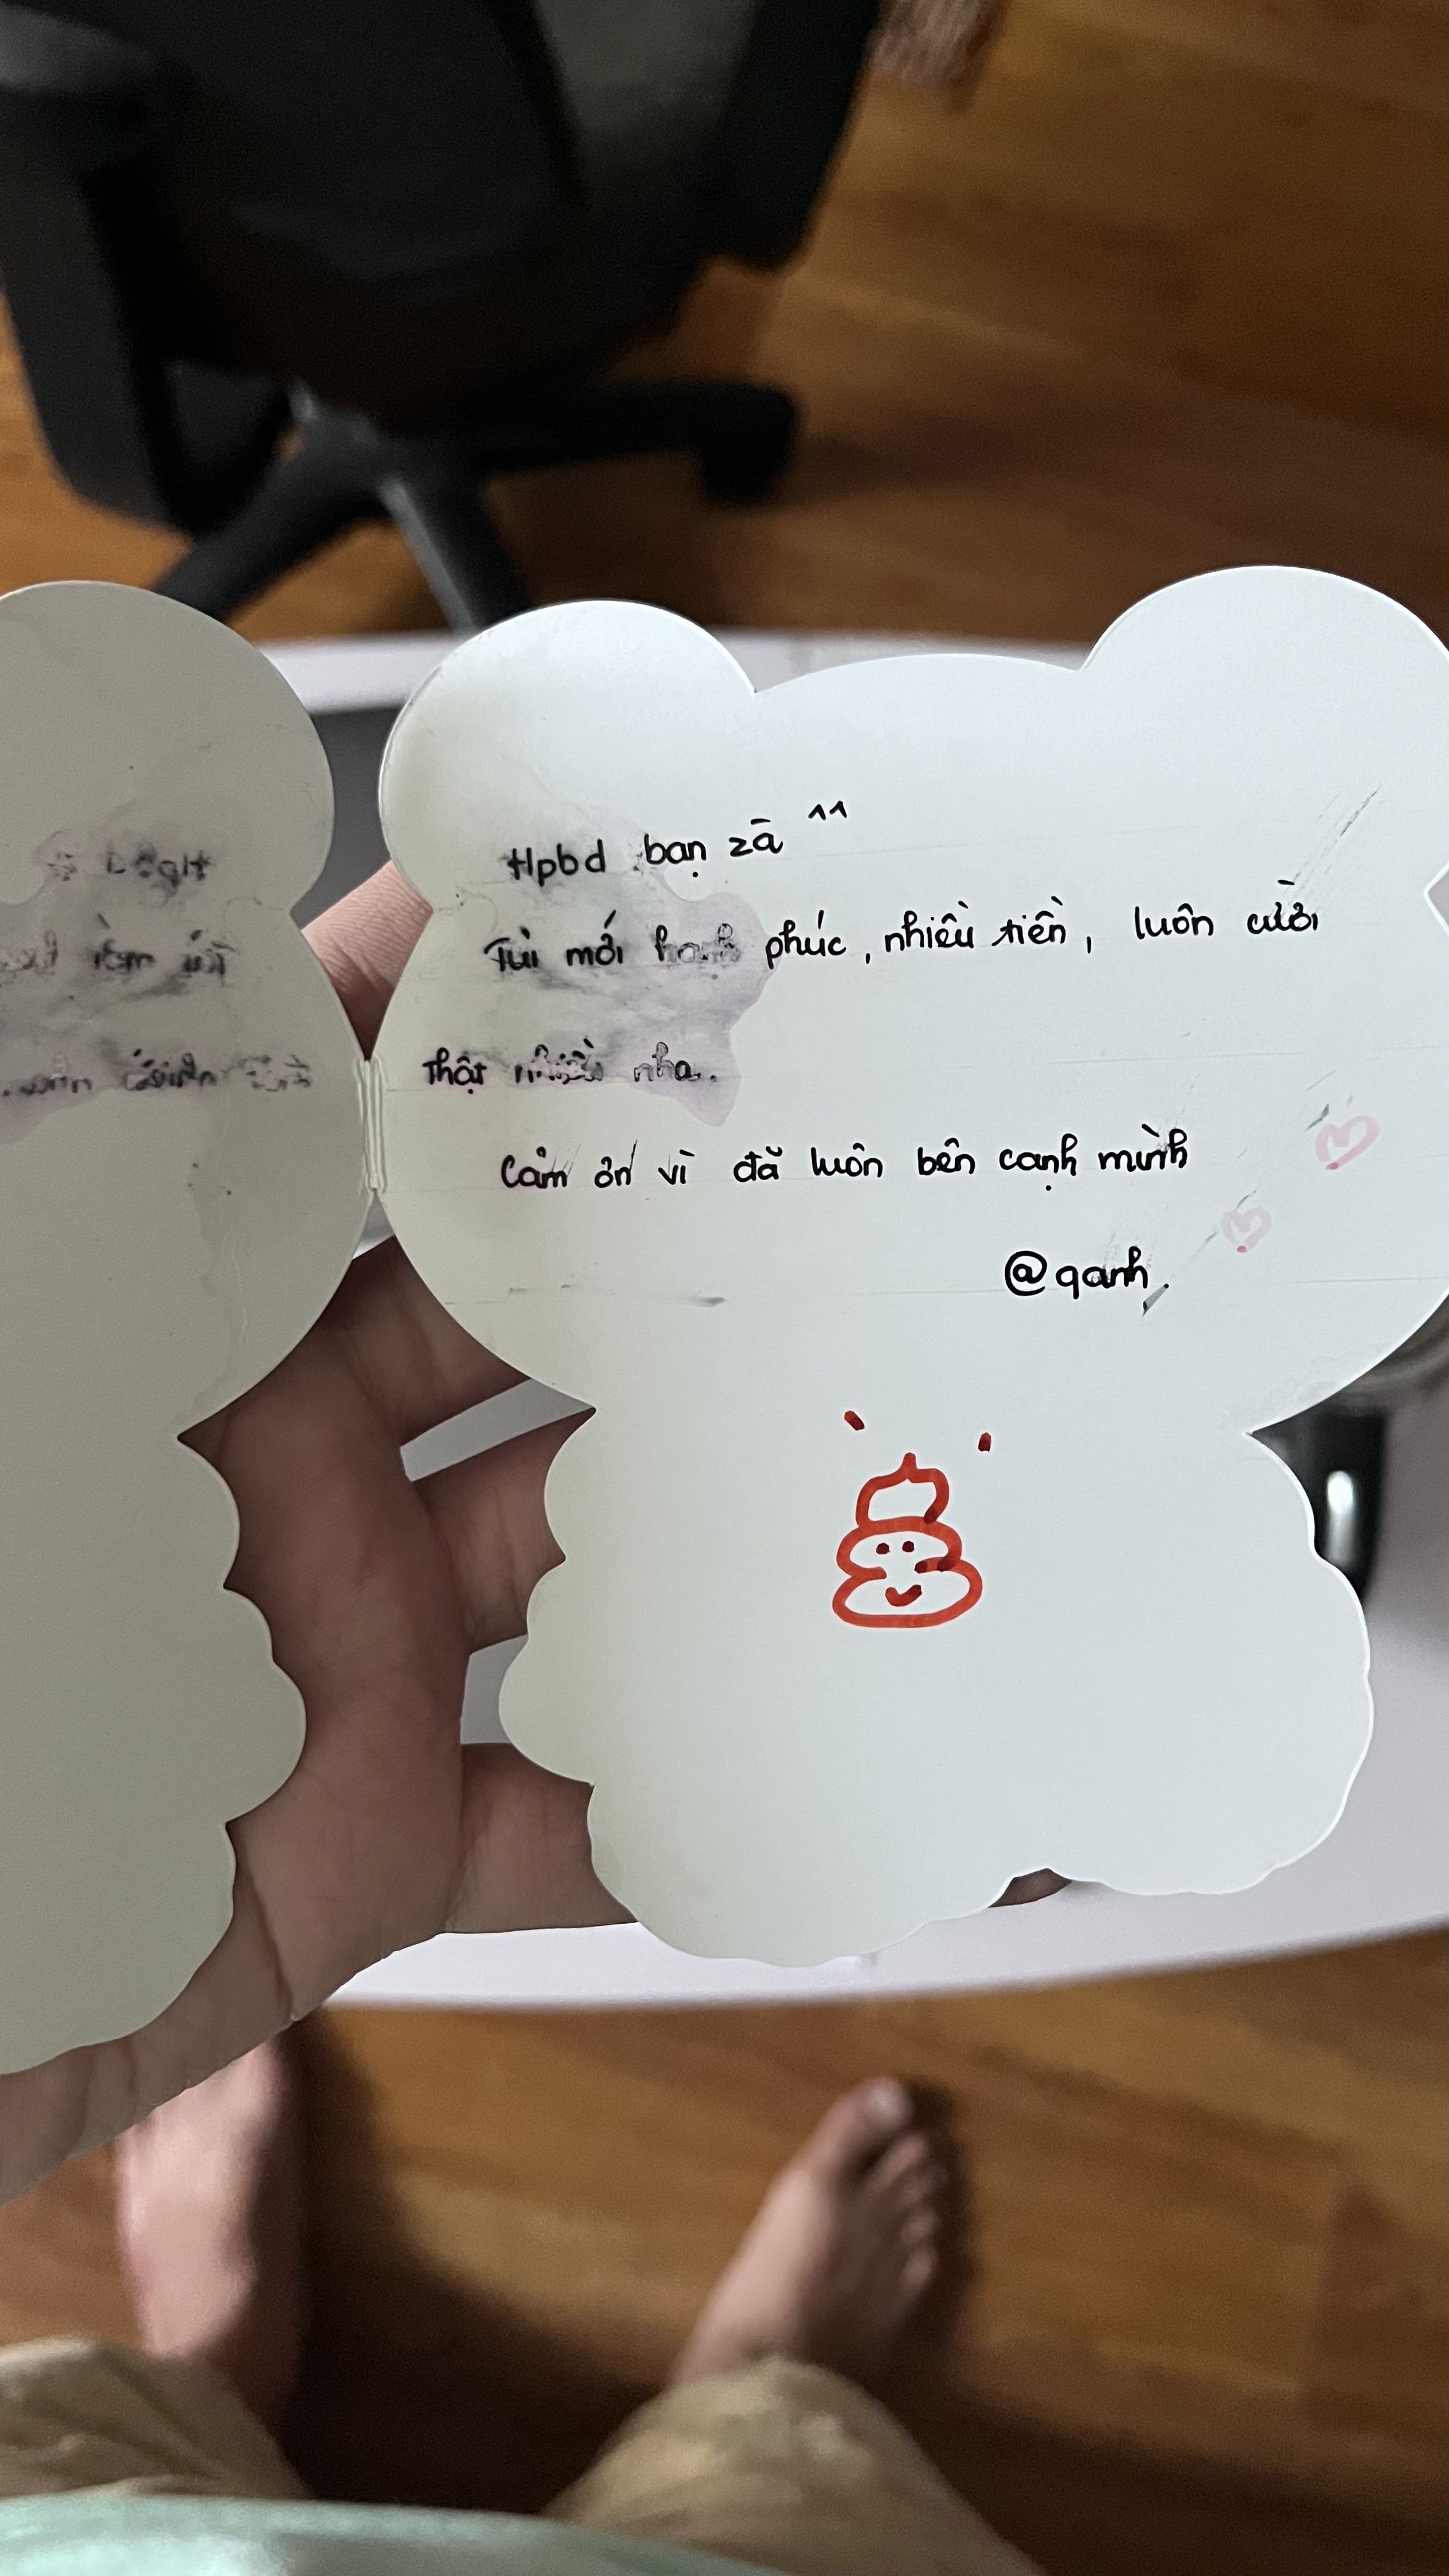 Hpbd bạn zà ^^
Tùi mới hạnh phúc, nhiều tiền, luôn cười
thật nhiều nha.
Cảm ơn vì đã luôn bên cạnh mình
@qanh.